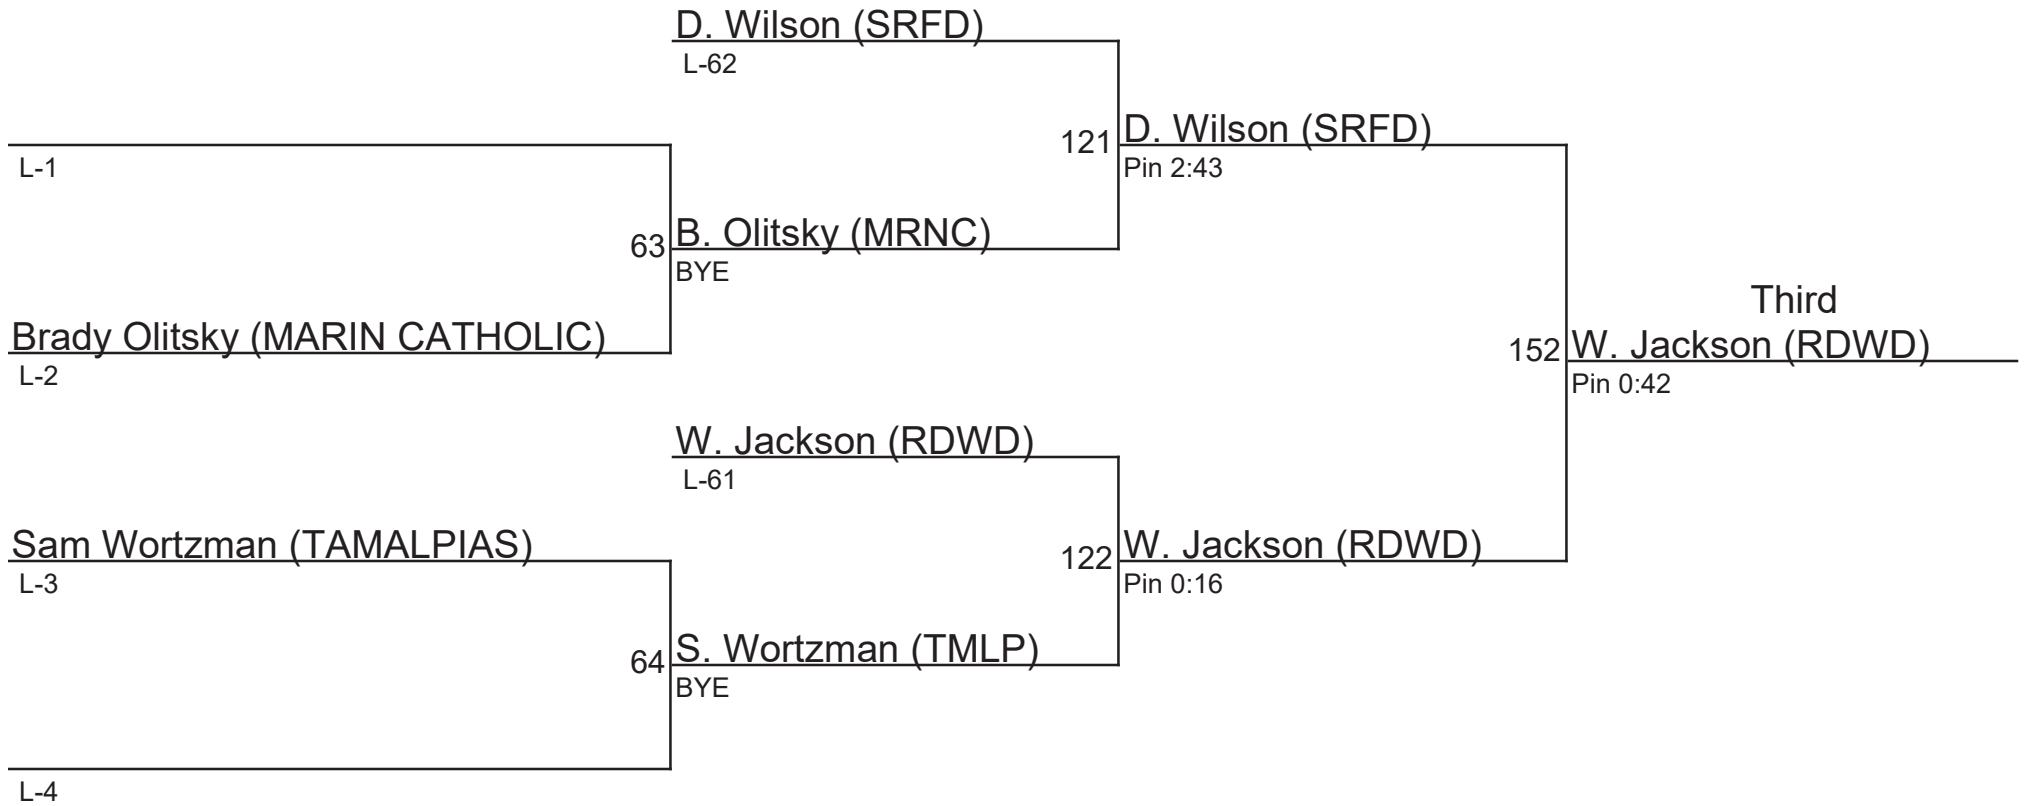 D. Wilson (SRFD)
L-62
121
D. Wilson (SRFD)
Pin 2:43
L-1
63
B. Olitsky (MRNC)
BYE
Brady Olitsky (MARIN CATHOLIC)
L-2
Third
152
W. Jackson (RDWD)
Pin 0:42
W. Jackson (RDWD)
L-61
Sam Wortzman (TAMALPIAS)
L-3
122
W. Jackson (RDWD)
Pin 0:16
64
S. Wortzman (TMLP)
BYE
L-4